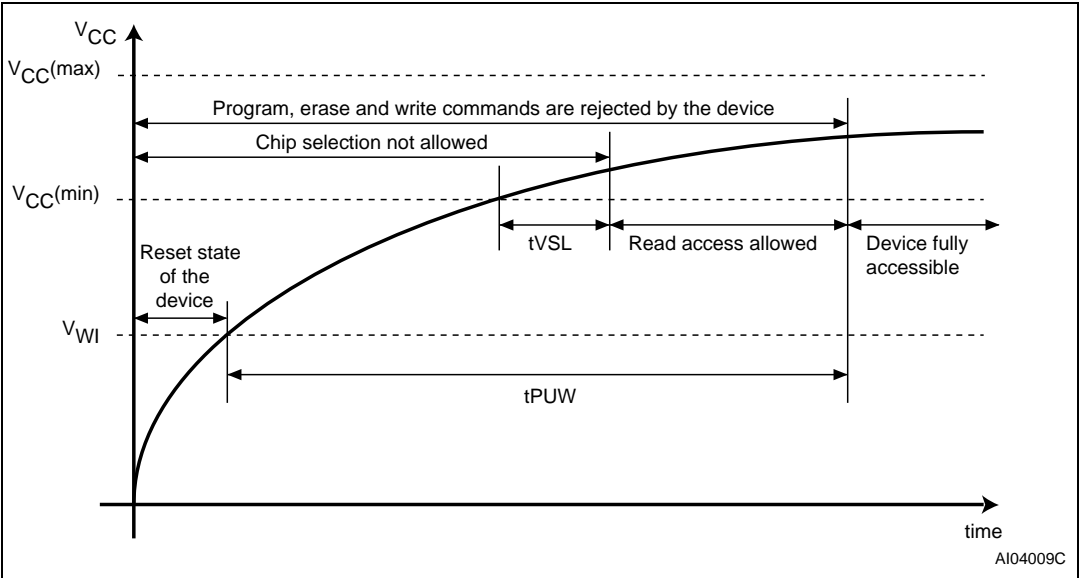 VCC
VCC(max)
Program, erase and write commands are rejected by the device
Chip selection not allowed
VCC(min)
tVSL
Read access allowed
Device fully
accessible
Reset state
of the
device
VWI
tPUW
time
AI04009C